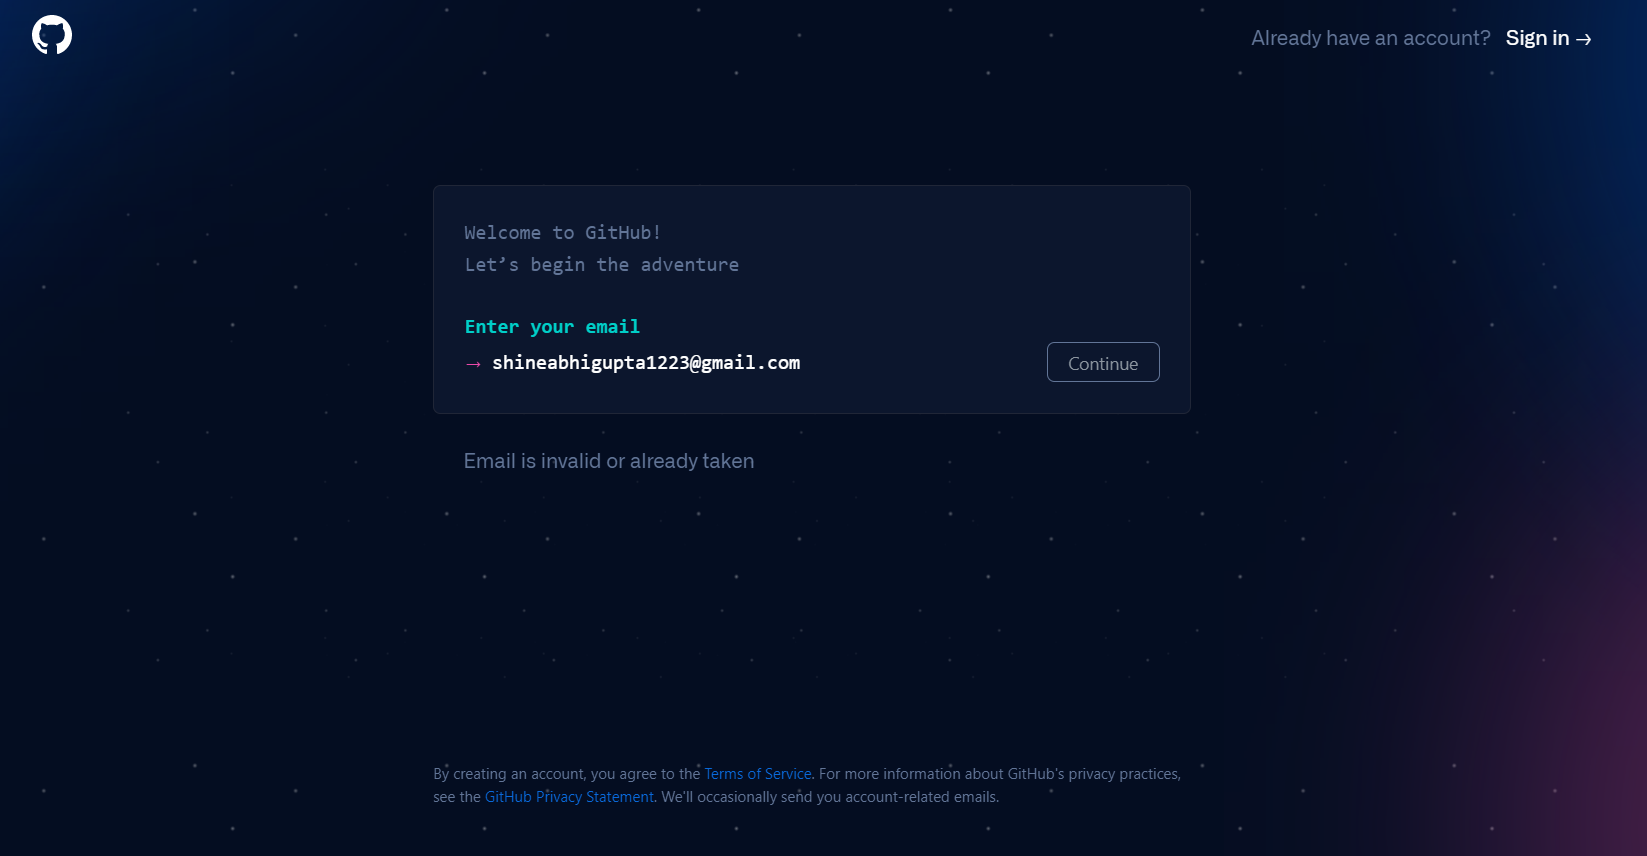 Already have an account? Sign in →
Welcome to GitHub!
Let’s begin the adventure
Enter your email
→ shineabhigupta1223@gmail.com
Continue
Email is invalid or already taken
By creating an account, you agree to the Terms of Service. For more information about GitHub's privacy practices,
see the GitHub Privacy Statement. We'll occasionally send you account-related emails.